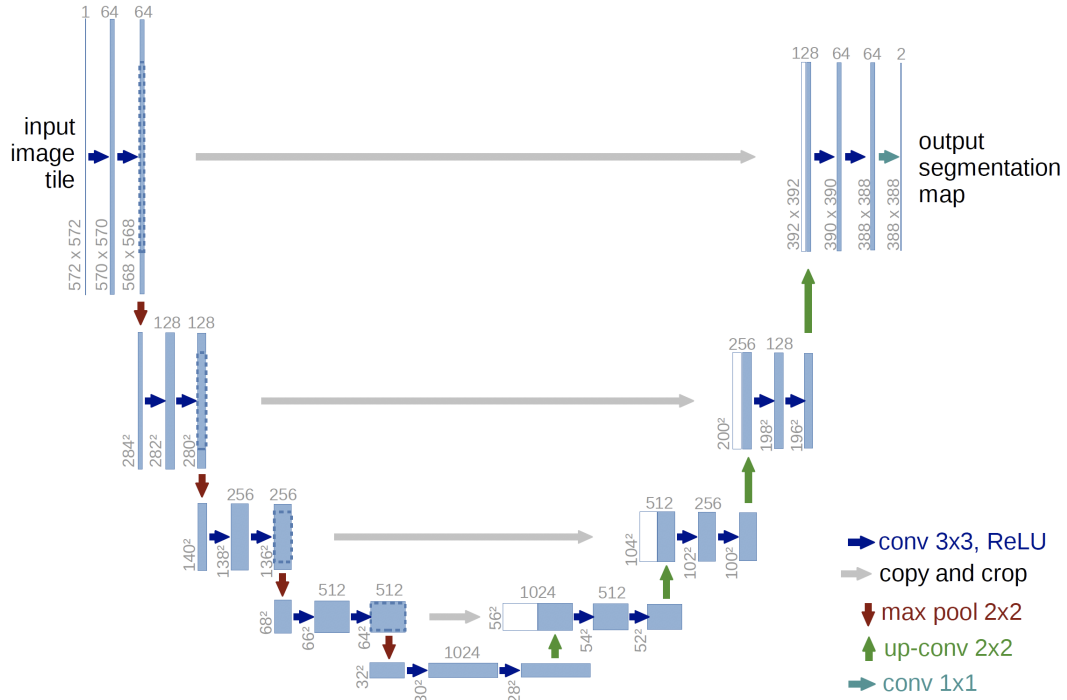 1 64 64
128 64 64 2
input
image
tile
output
segmentation
map
572 x 572
570 x 570
568 x 568
392 x 392
390 x 390
388 x 388
388 x 388
128 128
256 128
284²
282²
280²
200²
198²
196²
256 256
512 256
140²
138²
136²
104²
102²
100²
512 512
1024 512
68²
66²
64²
56²
54²
52²
1024
32²
30²
28²
conv 3x3, ReLU
copy and crop
max pool 2x2
up-conv 2x2
conv 1x1